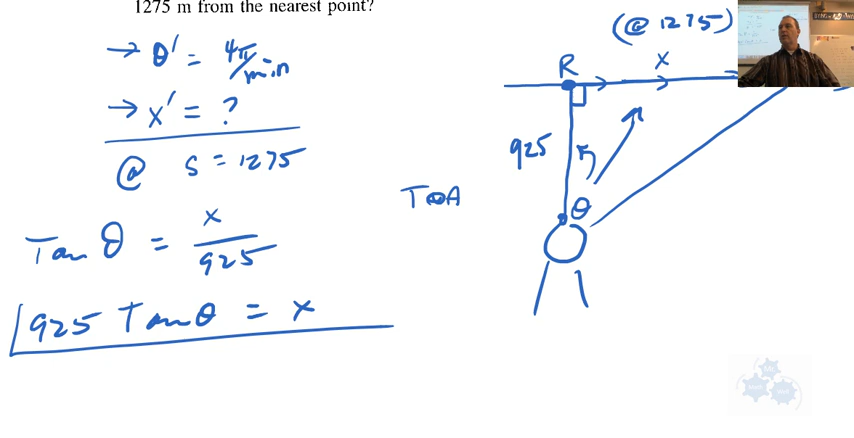 1275 m from the nearest point?
(@ 1275)
→ θ' = 4π/min
R
x
→ x' = ?
925
@ s = 1275
TOA
θ
Tan θ = x/925
925 Tan θ = x